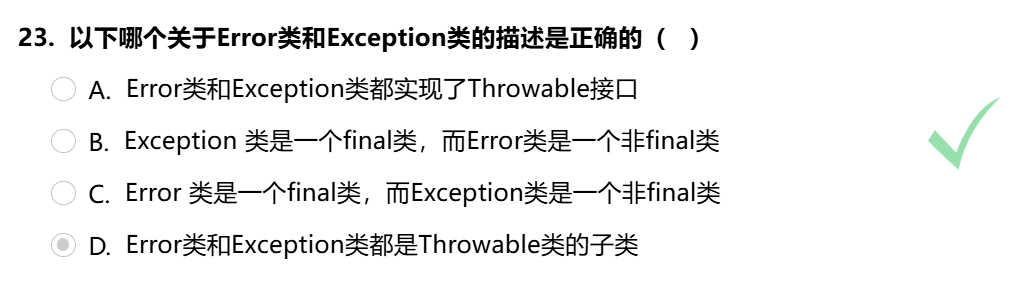 23. 以下哪个关于Error类和Exception类的描述是正确的（  ）
A. Error类和Exception类都实现了Throwable接口
B. Exception 类是一个final类，而Error类是一个非final类
C. Error 类是一个final类，而Exception类是一个非final类
D. Error类和Exception类都是Throwable类的子类